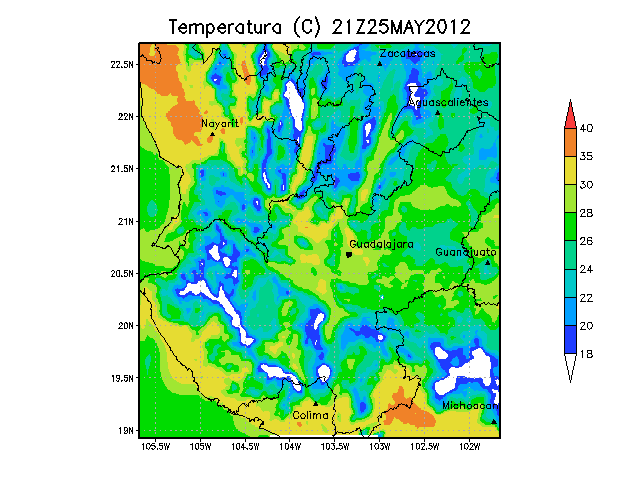 Temperatura (C) 21Z25MAY2012
Zacatecas
22.5N
Aguascalientes
22N
Nayarit
21.5N
21N
Guadalajara
Guanajuato
20.5N
20N
19.5N
Michoacan
Colima
19N
105.5W 105W 104.5W 104W 103.5W 103W 102.5W 102W
40
35
30
28
26
24
22
20
18